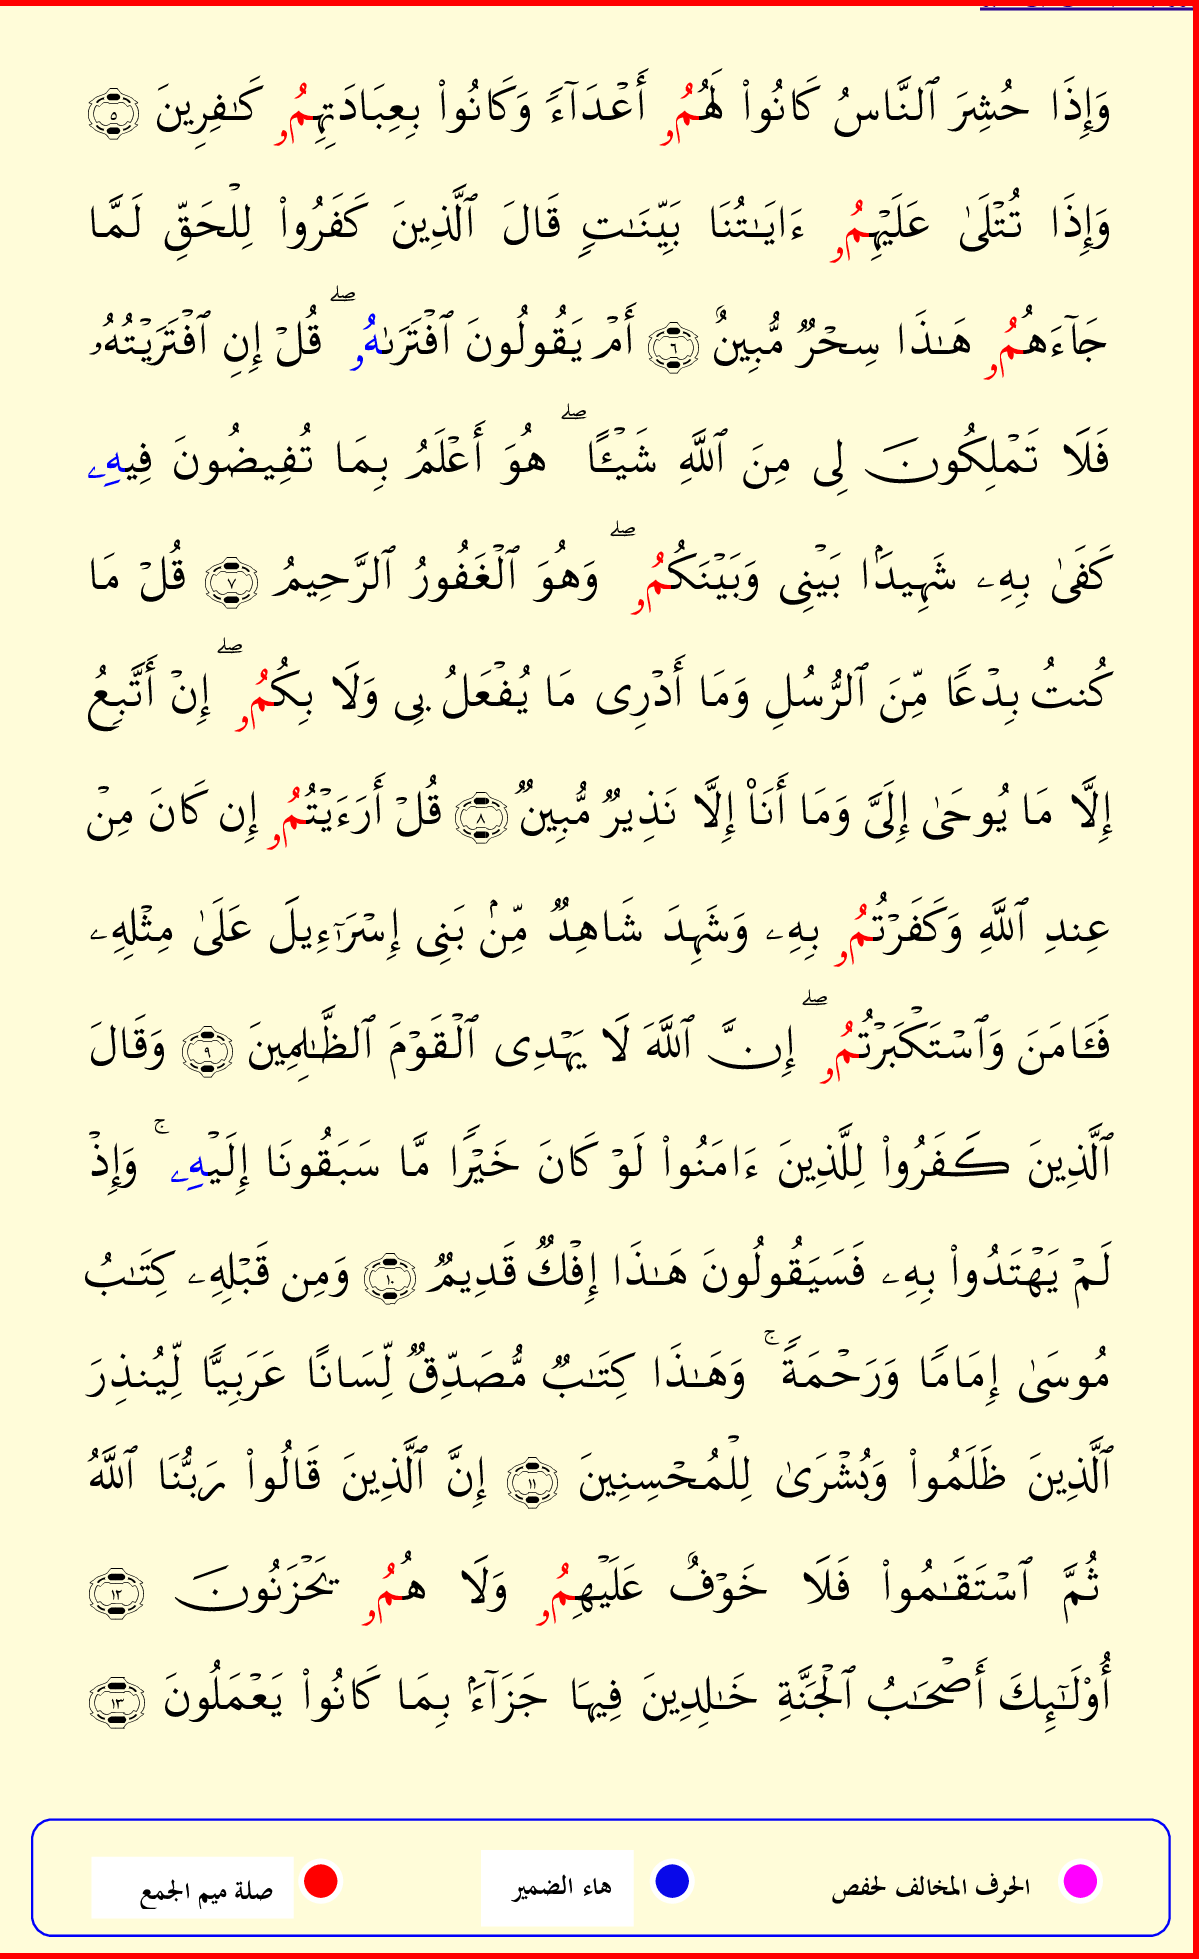 وَإِذَا حُشِرَ ٱلنَّاسُ كَانُوا۟ لَهُمُۥ أَعْدَآءً وَكَانُوا۟ بِعِبَادَتِهِمُۥ كَـٰفِرِينَ ٥
وَإِذَا تُتْلَىٰ عَلَيْهِمُۥ ءَايَـٰتُنَا بَيِّنَـٰتٍ قَالَ ٱلَّذِينَ كَفَرُوا۟ لِلْحَقِّ لَمَّا
جَآءَهُمُۥ هَـٰذَا سِحْرٌ مُّبِينٌ ٦ أَمْ يَقُولُونَ ٱفْتَرَىٰهُۥ ۖ قُلْ إِنِ ٱفْتَرَيْتُهُۥ
فَلَا تَمْلِكُونَ لِى مِنَ ٱللَّهِ شَيْـًٔا ۖ هُوَ أَعْلَمُ بِمَا تُفِيضُونَ فِيهِۦ
كَفَىٰ بِهِۦ شَهِيدًۢا بَيْنِى وَبَيْنَكُمُۥ ۖ وَهُوَ ٱلْغَفُورُ ٱلرَّحِيمُ ٧ قُلْ مَا
كُنتُ بِدْعًا مِّنَ ٱلرُّسُلِ وَمَا أَدْرِى مَا يُفْعَلُ بِى وَلَا بِكُمُۥ ۖ إِنْ أَتَّبِعُ
إِلَّا مَا يُوحَىٰ إِلَىَّ وَمَا أَنَا۠ إِلَّا نَذِيرٌ مُّبِينٌ ٨ قُلْ أَرَءَيْتُمُۥ إِن كَانَ مِنْ
عِندِ ٱللَّهِ وَكَفَرْتُمُۥ بِهِۦ وَشَهِدَ شَاهِدٌ مِّنۢ بَنِى إِسْرَٰٓءِيلَ عَلَىٰ مِثْلِهِۦ
فَـَٔامَنَ وَٱسْتَكْبَرْتُمُۥ ۖ إِنَّ ٱللَّهَ لَا يَهْدِى ٱلْقَوْمَ ٱلظَّـٰلِمِينَ ٩ وَقَالَ
ٱلَّذِينَ كَفَرُوا۟ لِلَّذِينَ ءَامَنُوا۟ لَوْ كَانَ خَيْرًا مَّا سَبَقُونَا إِلَيْهِۦ ۚ وَإِذْ
لَمْ يَهْتَدُوا۟ بِهِۦ فَسَيَقُولُونَ هَـٰذَا إِفْكٌ قَدِيمٌ ١٠ وَمِن قَبْلِهِۦ كِتَـٰبُ
مُوسَىٰ إِمَامًا وَرَحْمَةً ۚ وَهَـٰذَا كِتَـٰبٌ مُّصَدِّقٌ لِّسَانًا عَرَبِيًّا لِّيُنذِرَ
ٱلَّذِينَ ظَلَمُوا۟ وَبُشْرَىٰ لِلْمُحْسِنِينَ ١١ إِنَّ ٱلَّذِينَ قَالُوا۟ رَبُّنَا ٱللَّهُ
ثُمَّ ٱسْتَقَـٰمُوا۟ فَلَا خَوْفٌ عَلَيْهِمُۥ وَلَا هُمُۥ يَحْزَنُونَ ١٢
أُو۟لَـٰٓئِكَ أَصْحَـٰبُ ٱلْجَنَّةِ خَـٰلِدِينَ فِيهَا جَزَآءًۢ بِمَا كَانُوا۟ يَعْمَلُونَ ١٣
الحرف المخالف لحفص هاء الضمير صلة ميم الجمع